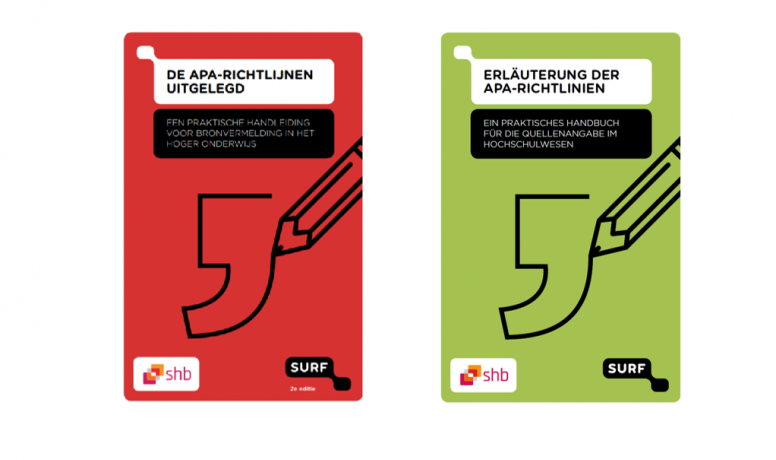 DE APA-RICHTLIJNEN
UITGELEGD
EEN PRAKTISCHE HANDLEIDING
VOOR BRONVERMELDING IN HET
HOGER ONDERWIJS
shb
SURF
2e editie
ERLÄUTERUNG DER
APA-RICHTLINIEN
EIN PRAKTISCHES HANDBUCH
FÜR DIE QUELLENANGABE IM
HOCHSCHULWESEN
shb
SURF